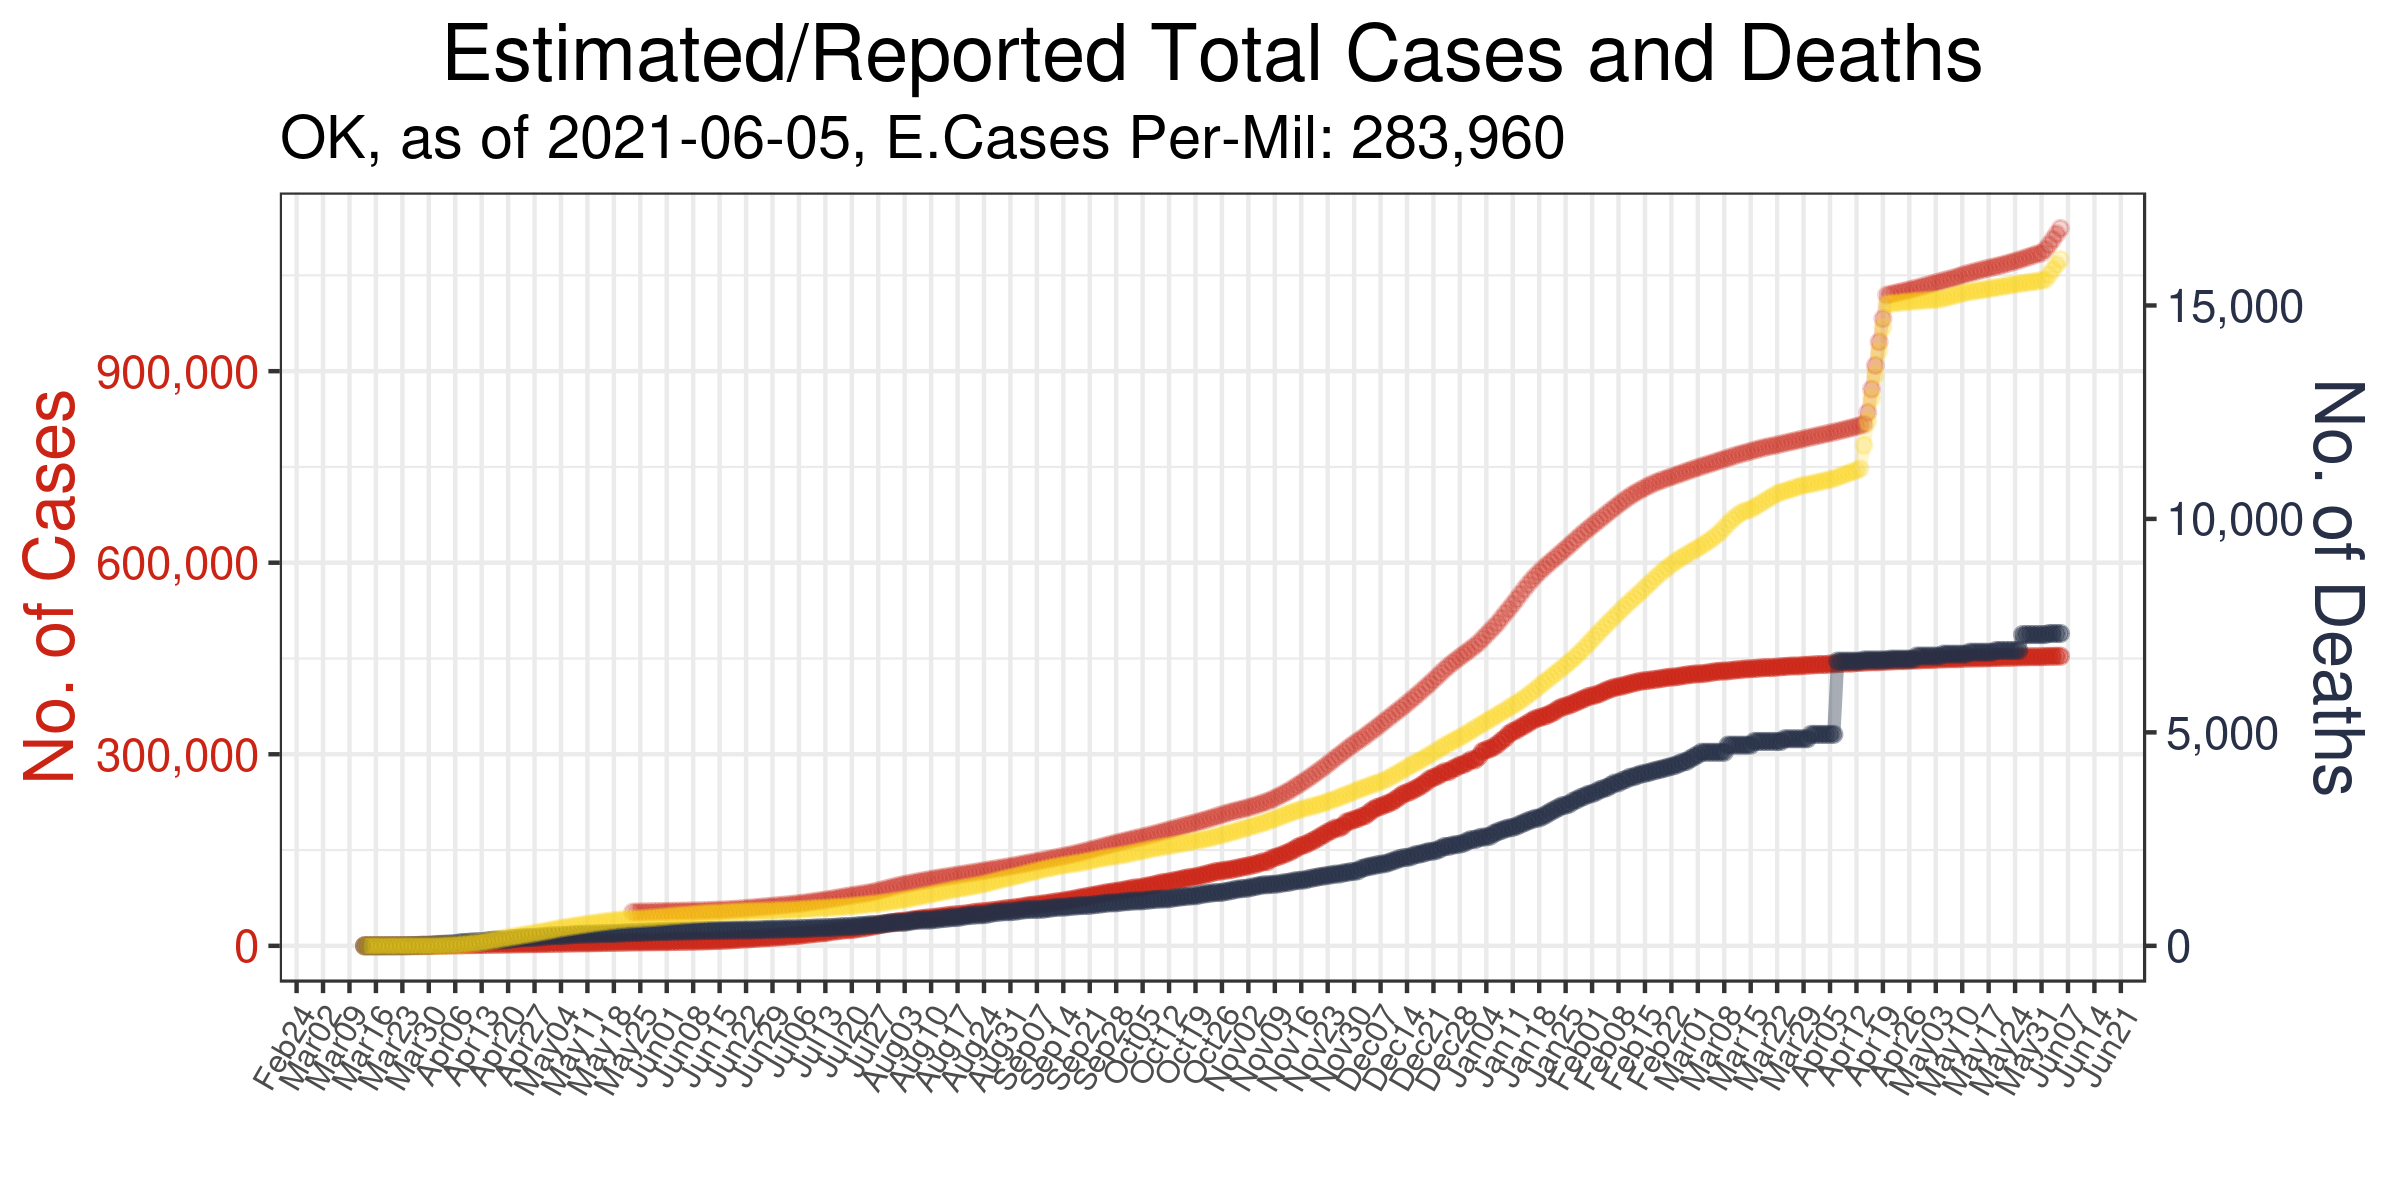 Estimated/Reported Total Cases and Deaths
OK, as of 2021-06-05, E.Cases Per-Mil: 283,960
No. of Cases
900,000
600,000
300,000
0
15,000
10,000
5,000
0
No. of Deaths
Feb24
Mar02
Mar09
Mar16
Mar23
Mar30
Apr06
Apr13
Apr20
Apr27
May04
May11
May18
May25
Jun01
Jun08
Jun15
Jun22
Jun29
Jul06
Jul13
Jul20
Jul27
Aug03
Aug10
Aug17
Aug24
Aug31
Sep07
Sep14
Sep21
Sep28
Oct05
Oct12
Oct19
Oct26
Nov02
Nov09
Nov16
Nov23
Nov30
Dec07
Dec14
Dec21
Dec28
Jan04
Jan11
Jan18
Jan25
Feb01
Feb08
Feb15
Feb22
Mar01
Mar08
Mar15
Mar22
Mar29
Apr05
Apr12
Apr19
Apr26
May03
May10
May17
May24
May31
Jun07
Jun14
Jun21